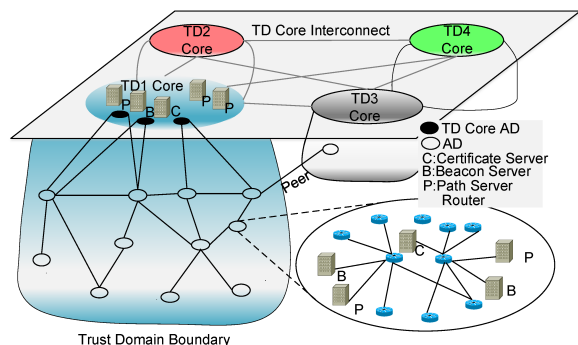 TD2
Core
TD Core Interconnect
TD4
Core
TD1 Core
P
B
C
P
P
TD3
Core
TD Core AD
AD
C:Certificate Server
B:Beacon Server
P:Path Server
Router
Peer
C
P
B
B
P
Trust Domain Boundary